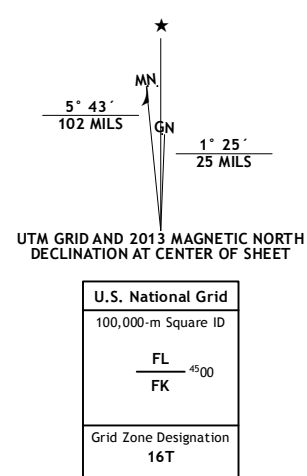 ★
MN
GN
5° 43´
102 MILS
1° 25´
25 MILS
UTM GRID AND 2013 MAGNETIC NORTH
DECLINATION AT CENTER OF SHEET
U.S. National Grid
100,000-m Square ID
FL
4500
FK
Grid Zone Designation
16T